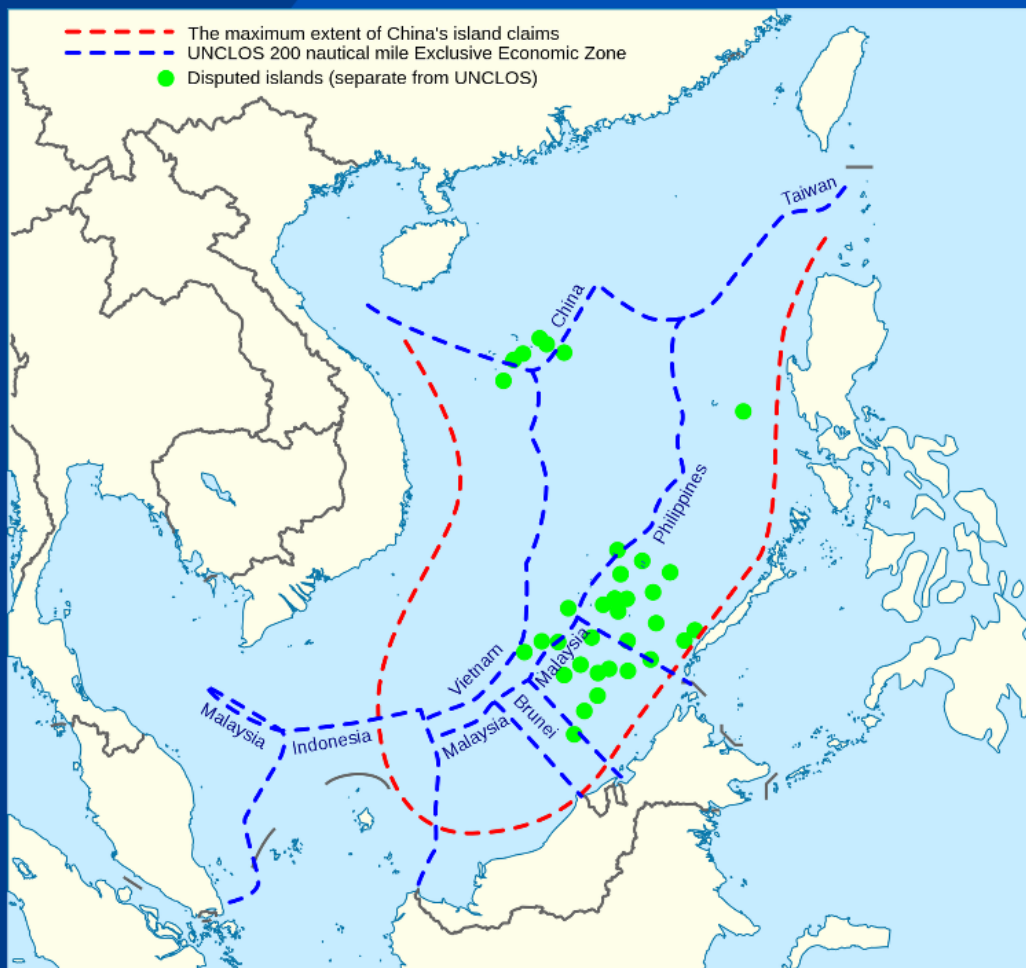 The maximum extent of China's island claims
UNCLOS 200 nautical mile Exclusive Economic Zone
Disputed islands (separate from UNCLOS)
Taiwan
China
Philippines
Vietnam
Malaysia
Malaysia
Indonesia
Malaysia
Brunei